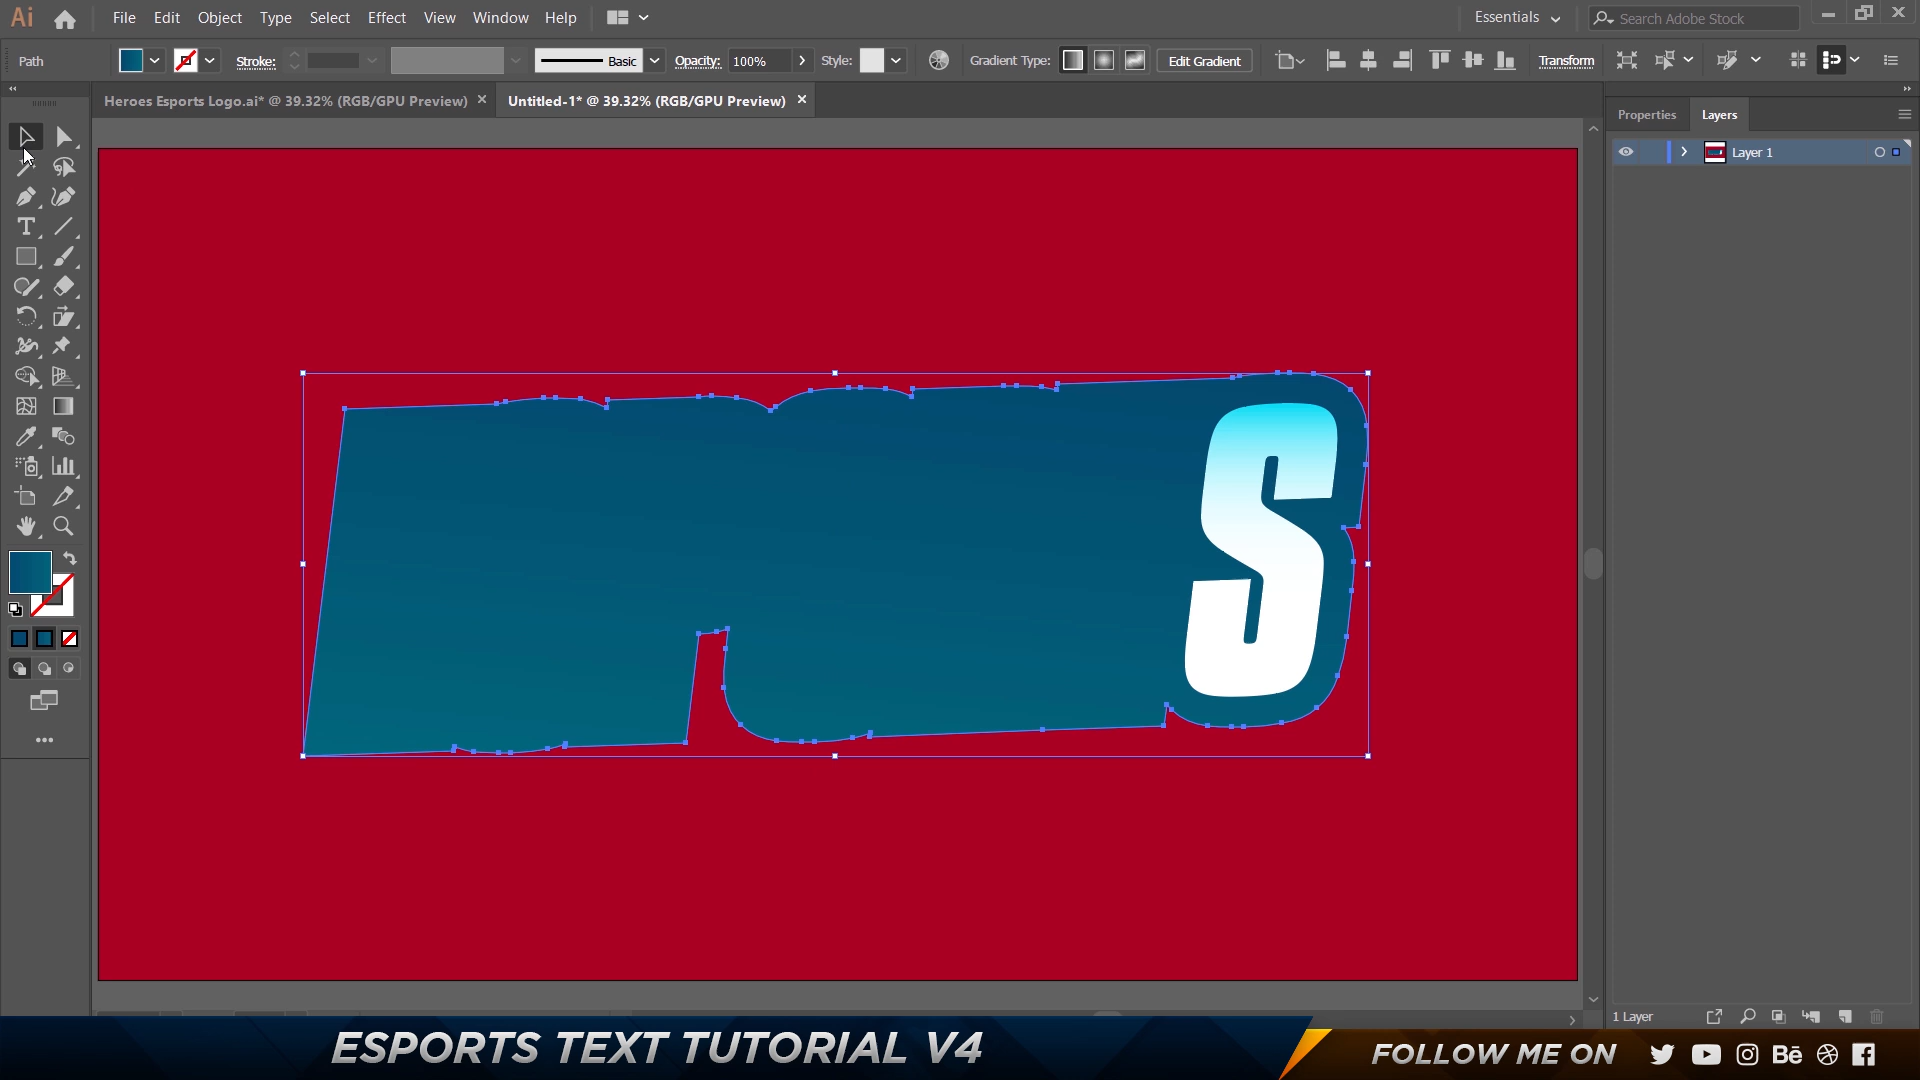 Ai File Edit Object Type Select Effect View Window Help Essentials Search Adobe Stock
Path Stroke: Basic Opacity: 100% Style: Gradient Type: Edit Gradient Transform
Heroes Esports Logo.ai* @ 39.32% (RGB/GPU Preview) Untitled-1* @ 39.32% (RGB/GPU Preview)
Properties Layers
Layer 1
S
1 Layer
ESPORTS TEXT TUTORIAL V4
FOLLOW ME ON Bē